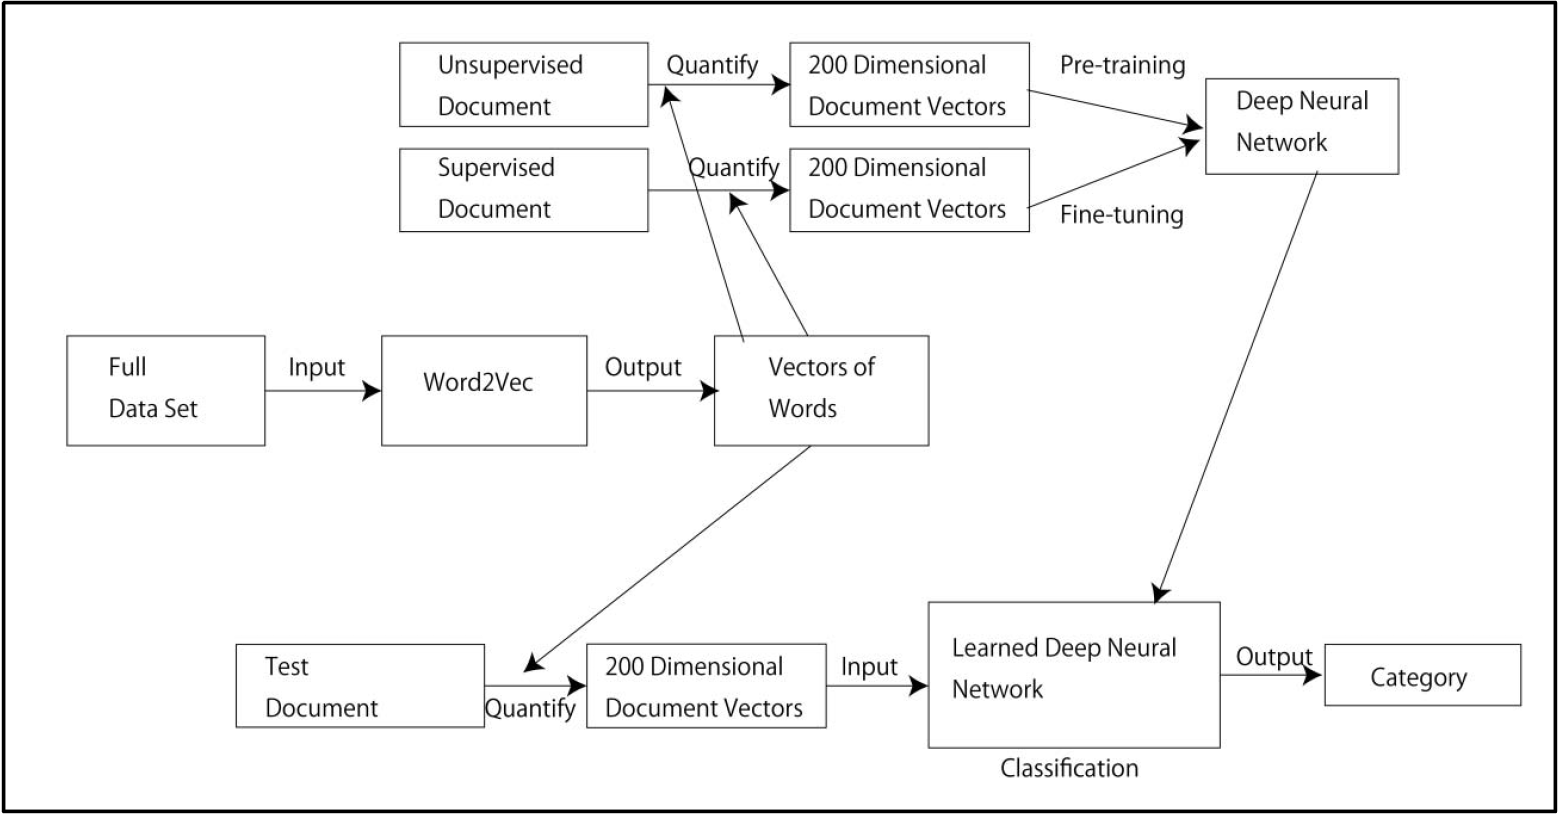 Unsupervised
Document
Quantify
200 Dimensional
Document Vectors
Pre-training
Deep Neural
Network
Supervised
Document
Quantify
200 Dimensional
Document Vectors
Fine-tuning
Full
Data Set
Input
Word2Vec
Output
Vectors of
Words
Test
Document
Quantify
200 Dimensional
Document Vectors
Input
Learned Deep Neural
Network
Classification
Output
Category